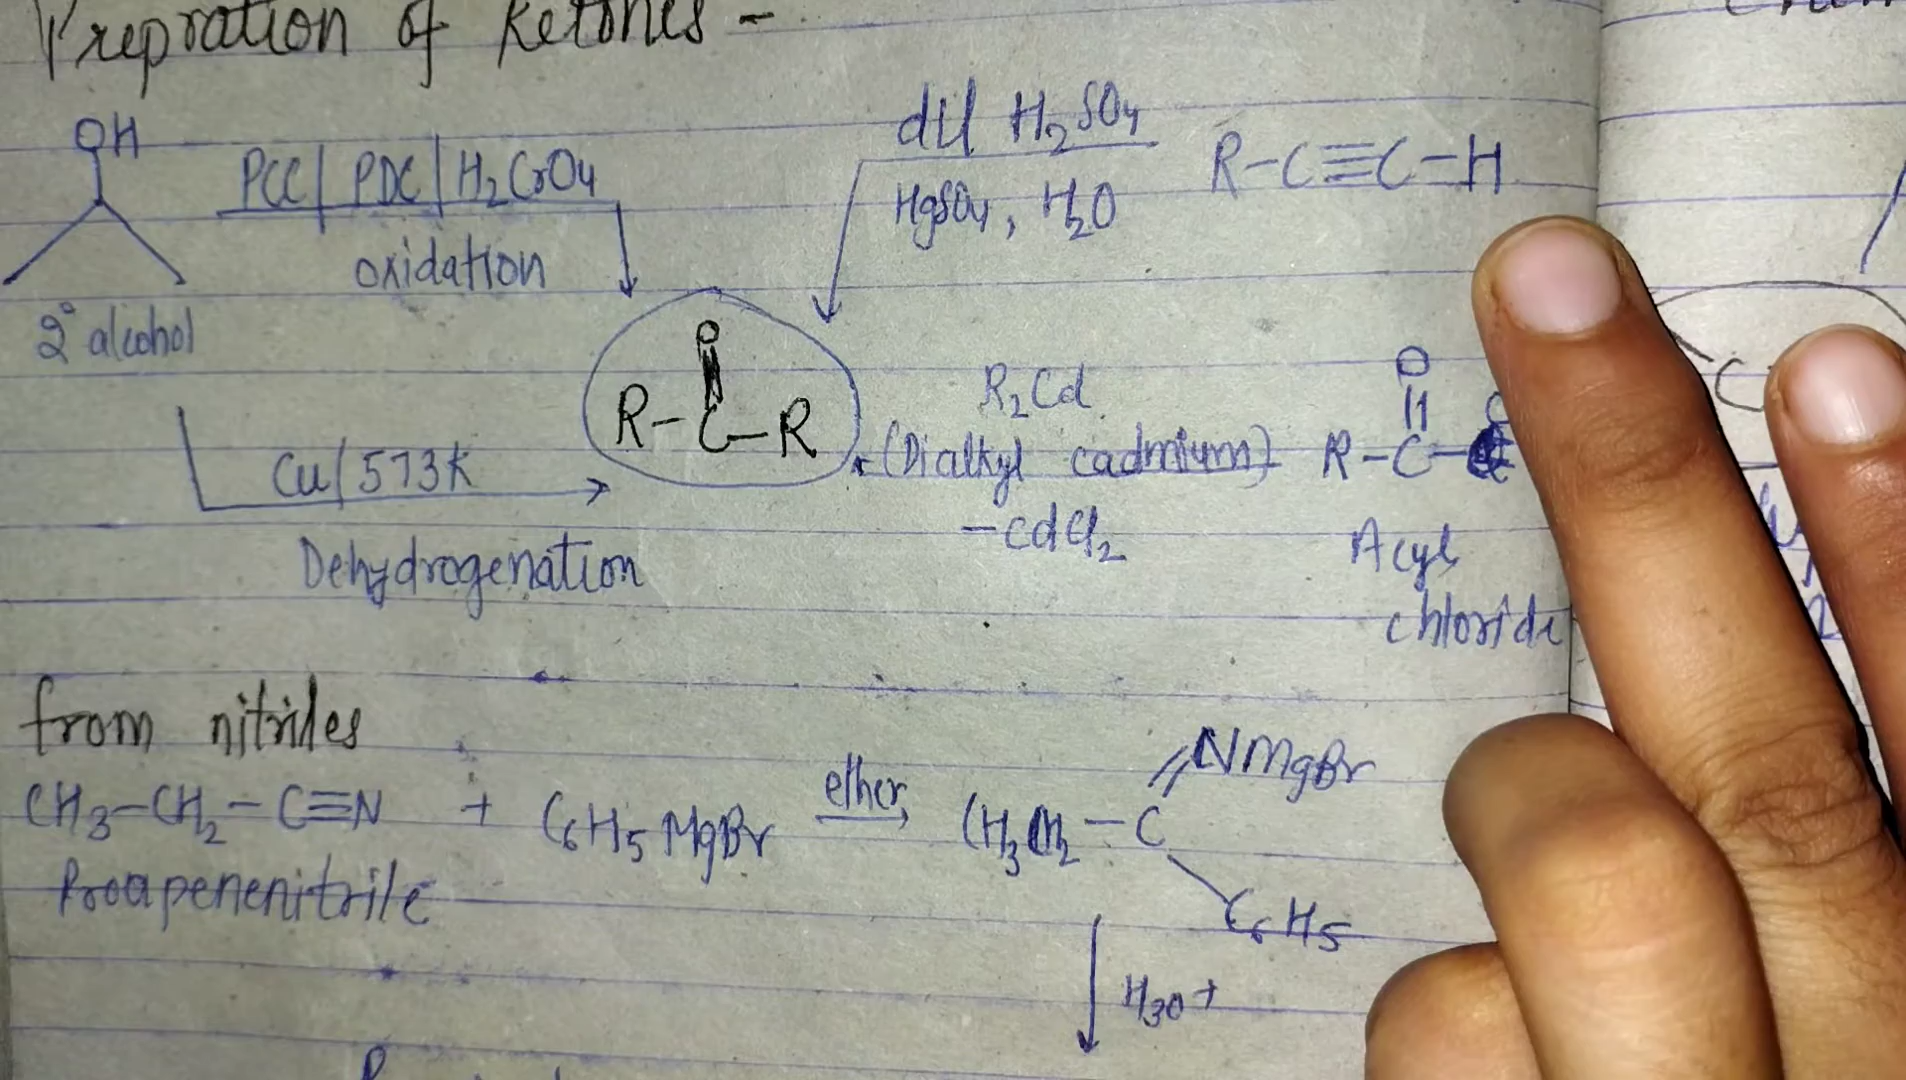 Prepration of Ketones -
OH
PCC | PDC | H₂CrO₄
oxidation
2° alcohol
dil H₂SO₄
HgSO₄, H₂O
R-C≡C-H
O
R-C-R
Cu/573K
Dehydrogenation
R₂Cd
(Dialkyl cadmium)
-CdCl₂
O
R-C-
Acyl
chloride
from nitriles
CH₃-CH₂-C≡N + C₆H₅MgBr ether CH₃CH₂-C
NMgBr
C₆H₅
Proapenenitrile
H₃O+